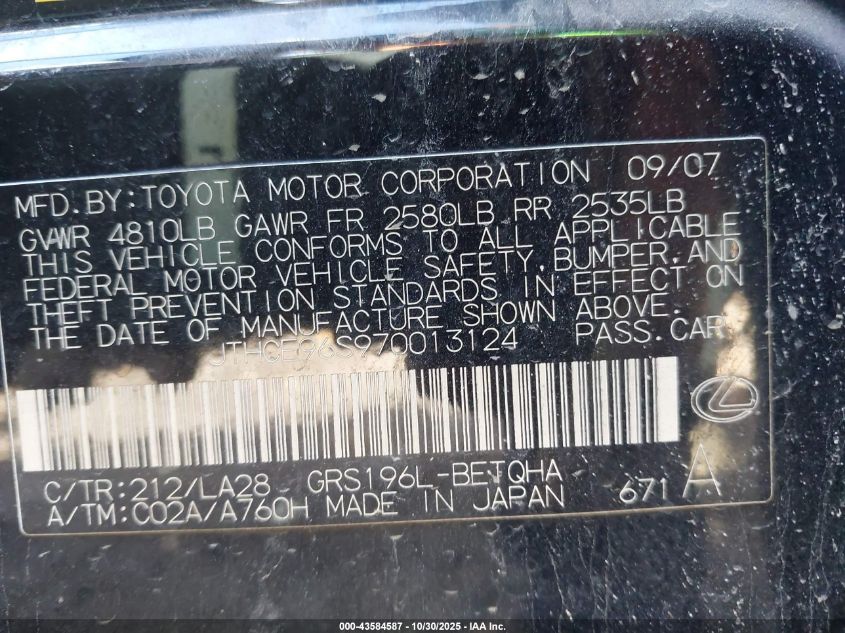 MFD. BY: TOYOTA MOTOR CORPORATION 09/07
GVWR 4810LB GAWR FR 2580LB RR 2535LB
THIS VEHICLE CONFORMS TO ALL APPLICABLE
FEDERAL MOTOR VEHICLE SAFETY, BUMPER, AND
THEFT PREVENTION STANDARDS IN EFFECT ON
THE DATE OF MANUFACTURE SHOWN ABOVE.
JTHCE96S970013124 PASS. CAR
C/TR: 212/LA28 GRS196L-BETQHA
A/TM: C02A/A760H MADE IN JAPAN 671 A
000-43584587 - 10/30/2025 - IAA Inc.